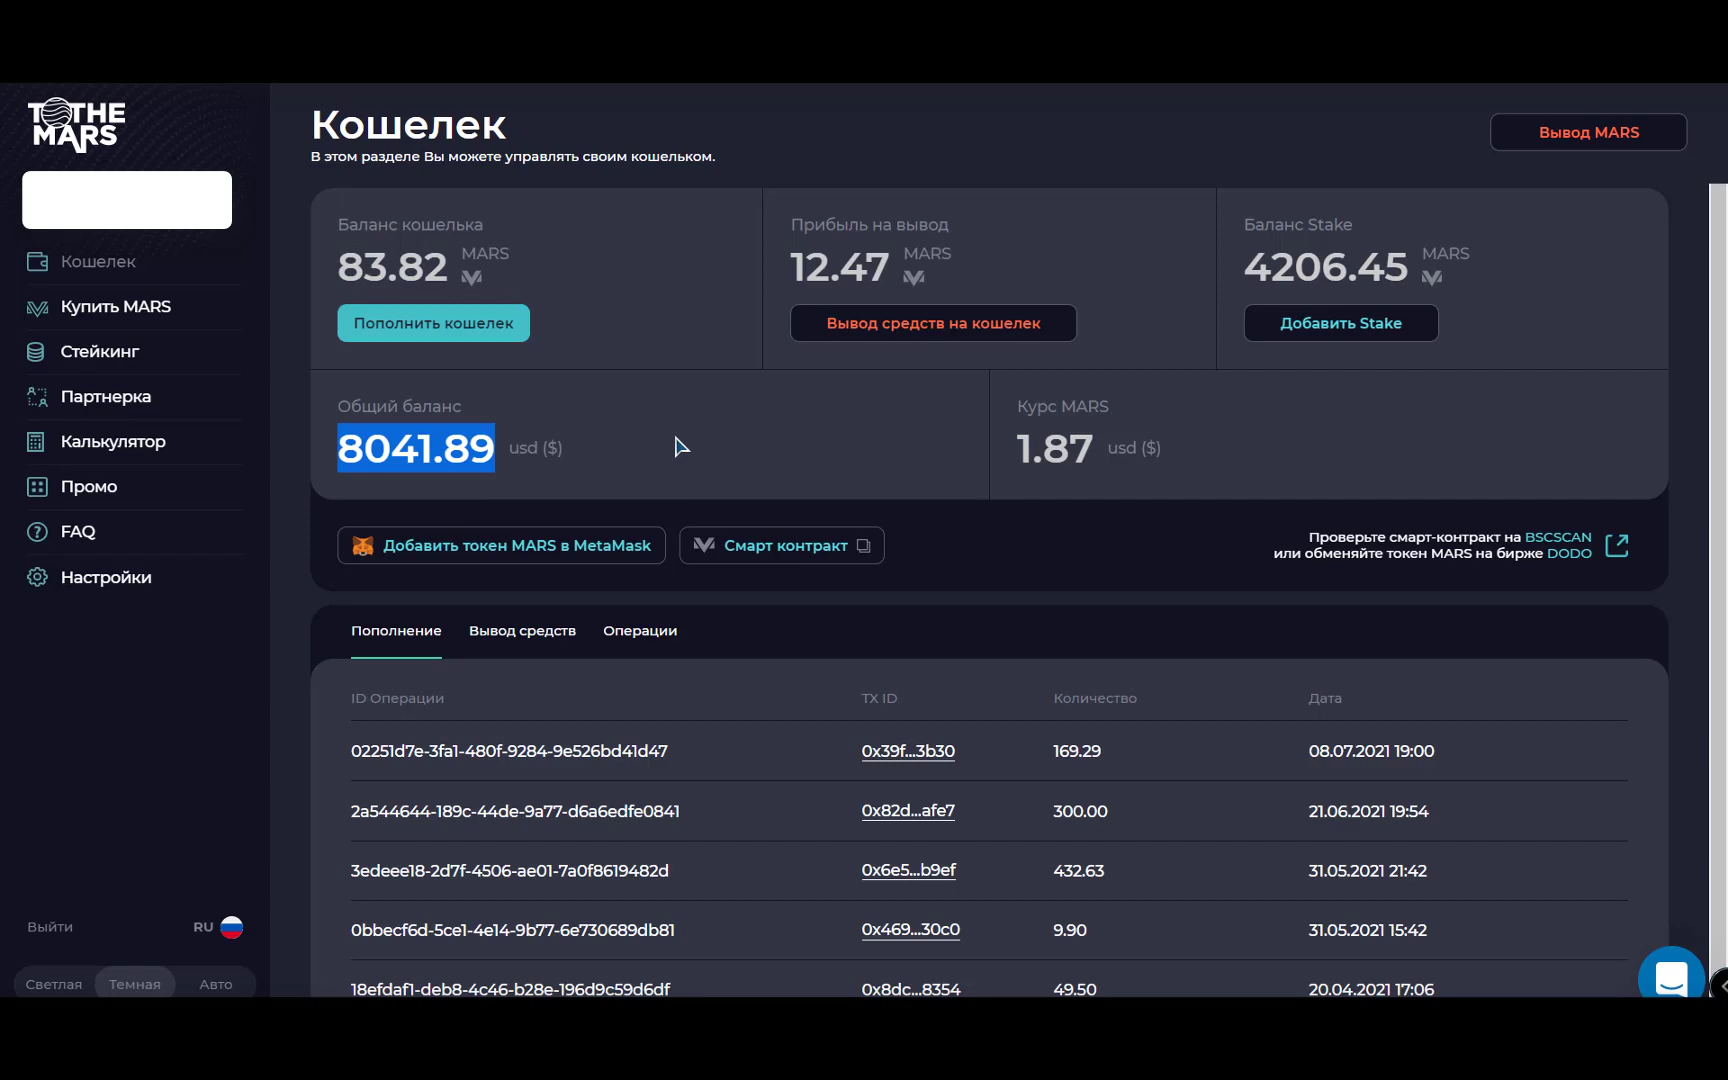 TO THE
MARS
Кошелек
Купить MARS
Стейкинг
Партнерка
Калькулятор
Промо
FAQ
Настройки
Выйти
RU
Светлая
Темная
Авто
Кошелек
В этом разделе Вы можете управлять своим кошельком.
Вывод MARS
Баланс кошелька
83.82 MARS
Пополнить кошелек
Прибыль на вывод
12.47 MARS
Вывод средств на кошелек
Баланс Stake
4206.45 MARS
Добавить Stake
Общий баланс
8041.89 usd ($)
Курс MARS
1.87 usd ($)
Добавить токен MARS в MetaMask
Смарт контракт
Проверьте смарт-контракт на BSCSCAN
или обменяйте токен MARS на бирже DODO
Пополнение Вывод средств Операции
ID Операции TX ID Количество Дата
02251d7e-3fa1-480f-9284-9e526bd41d47 0x39f...3b30 169.29 08.07.2021 19:00
2a544644-189c-44de-9a77-d6a6edfe0841 0x82d...afe7 300.00 21.06.2021 19:54
3edeee18-2d7f-4506-ae01-7a0f8619482d 0x6e5...b9ef 432.63 31.05.2021 21:42
0bbecf6d-5ce1-4e14-9b77-6e730689db81 0x469...30c0 9.90 31.05.2021 15:42
18efdaf1-deb8-4c46-b28e-196d9c59d6df 0x8dc...8354 49.50 20.04.2021 17:06